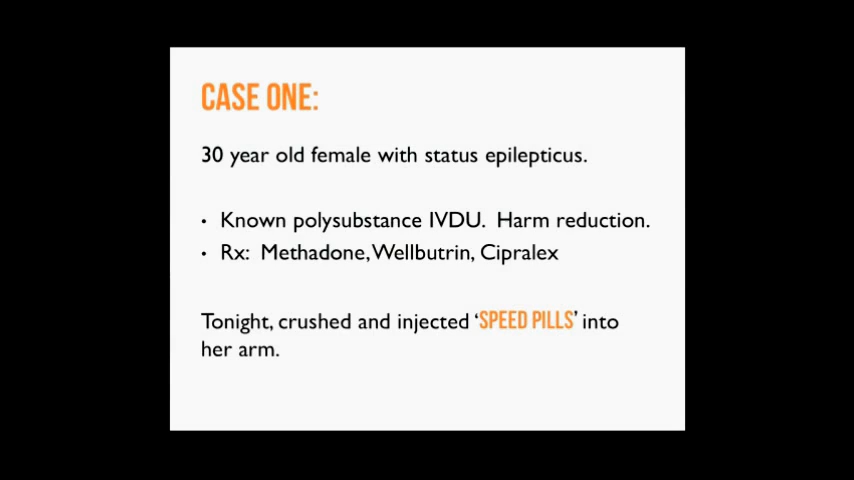 CASE ONE:
30 year old female with status epilepticus.
• Known polysubstance IVDU. Harm reduction.
• Rx: Methadone, Wellbutrin, Cipralex
Tonight, crushed and injected ‘SPEED PILLS’ into
her arm.